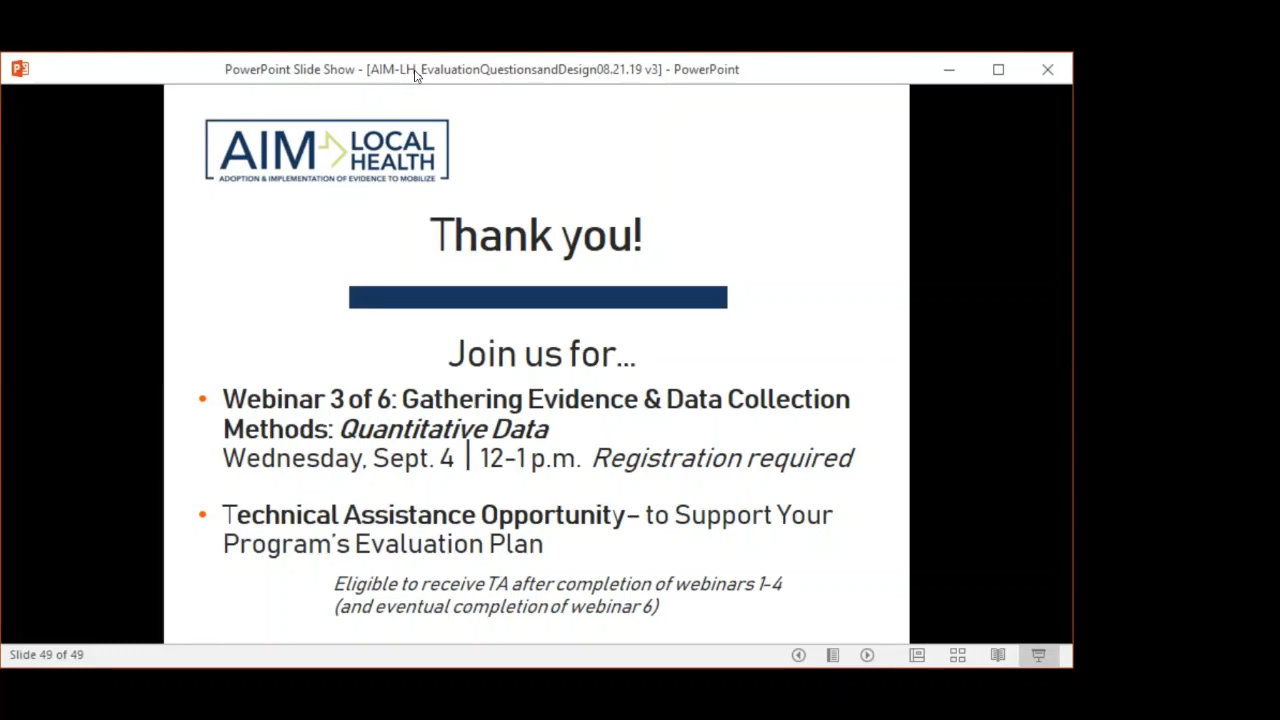 PowerPoint Slide Show - [AIM-LH_EvaluationQuestionsandDesign08.21.19 v3] - PowerPoint
AIM LOCAL HEALTH
ADOPTION & IMPLEMENTATION OF EVIDENCE TO MOBILIZE
Thank you!
Join us for...
• Webinar 3 of 6: Gathering Evidence & Data Collection
Methods: Quantitative Data
Wednesday, Sept. 4 | 12-1 p.m. Registration required
• Technical Assistance Opportunity– to Support Your
Program's Evaluation Plan
Eligible to receive TA after completion of webinars 1-4
(and eventual completion of webinar 6)
Slide 49 of 49